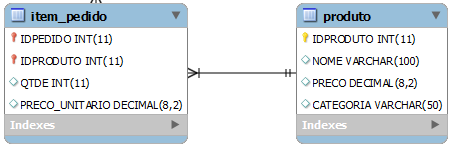 item_pedido
IDPEDIDO INT(11)
IDPRODUTO INT(11)
QTDE INT(11)
PRECO_UNITARIO DECIMAL(8,2)
Indexes
produto
IDPRODUTO INT(11)
NOME VARCHAR(100)
PRECO DECIMAL(8,2)
CATEGORIA VARCHAR(50)
Indexes